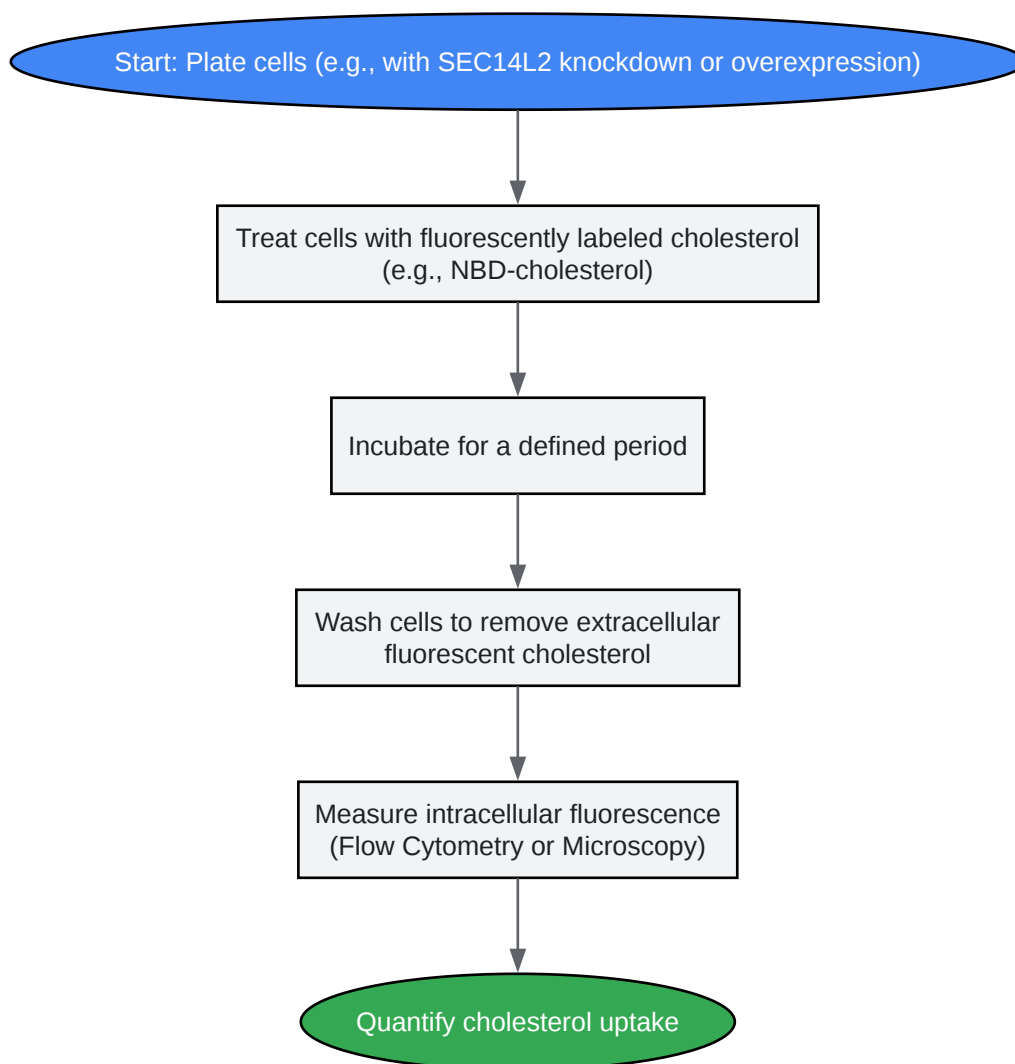 Start: Plate cells (e.g., with SEC14L2 knockdown or overexpression)
Treat cells with fluorescently labeled cholesterol
(e.g., NBD-cholesterol)
Incubate for a defined period
Wash cells to remove extracellular
fluorescent cholesterol
Measure intracellular fluorescence
(Flow Cytometry or Microscopy)
Quantify cholesterol uptake